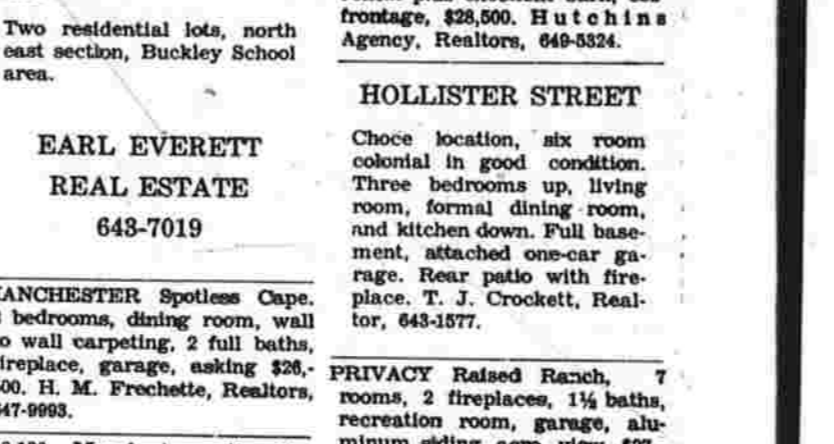 Two residential lots, north
east section, Buckley School
area.
EARL EVERETT
REAL ESTATE
643-7019
ANCHESTER Spotless Cape.
bedrooms, dining room, wall
o wall carpeting, 2 full baths,
ireplace, garage, asking $26,-
00. H. M. Frechette, Realtors,
47-9993.
frontage, $28,500. Hutchins
Agency, Realtors, 649-5324.
HOLLISTER STREET
Choce location, six room
colonial in good condition.
Three bedrooms up, living
room, formal dining room,
and kitchen down. Full base-
ment, attached one-car ga-
rage. Rear patio with fire-
place. T. J. Crockett, Real-
tor, 643-1577.
PRIVACY Raised Ranch, 7
rooms, 2 fireplaces, 1½ baths,
recreation room, garage, alu-